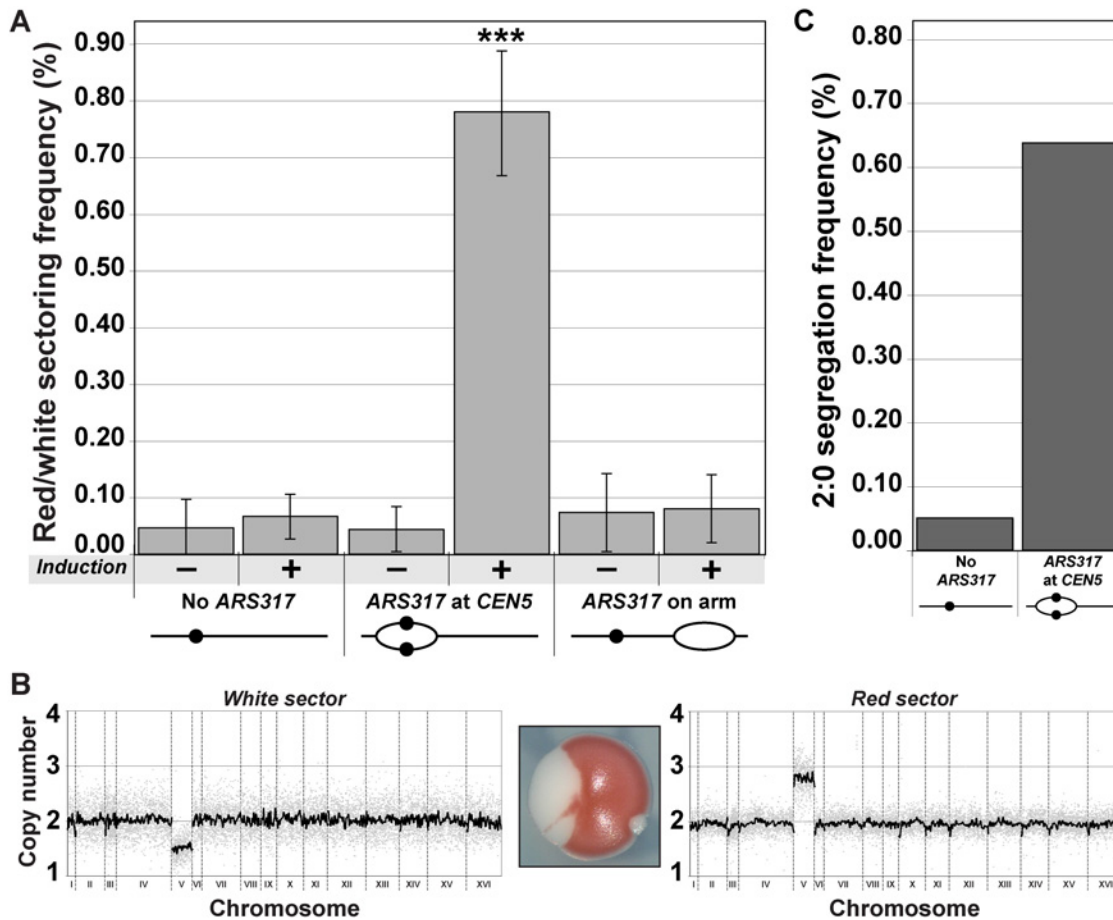 A
Red/white sectoring frequency (%)
0.90
0.80
0.70
0.60
0.50
0.40
0.30
0.20
0.10
0.00
***
Induction − + − + − +
No ARS317 ARS317 at CEN5 ARS317 on arm
C
2:0 segregation frequency (%)
0.80
0.70
0.60
0.50
0.40
0.30
0.20
0.10
0.00
No
ARS317
ARS317
at CEN5
B
White sector
Copy number
4
3
2
1
I II III IV V VI VII VIII IX X XI XII XIII XIV XV XVI
Chromosome
Red sector
4
3
2
1
I II III IV V VI VII VIII IX X XI XII XIII XIV XV XVI
Chromosome